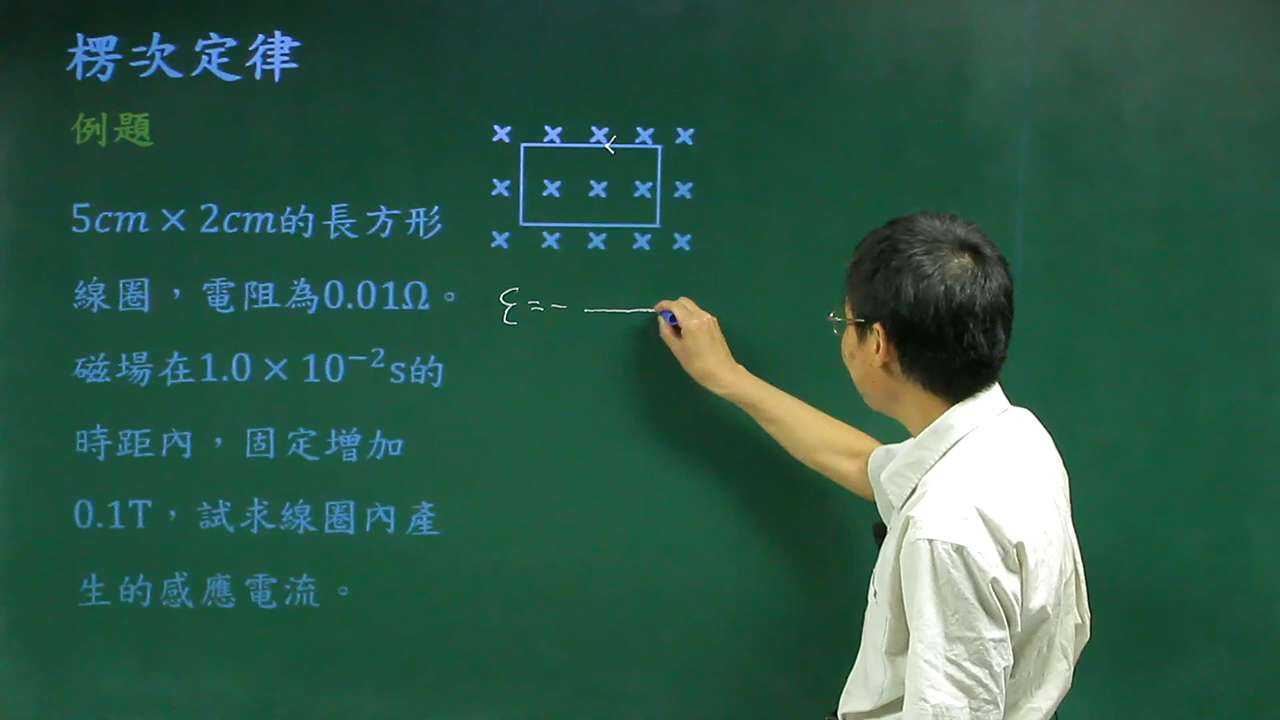 楞次定律
例題
5cm × 2cm的長方形
線圈，電阻為0.01Ω。
磁場在1.0 × 10⁻²s的
時距內，固定增加
0.1T，試求線圈內產
生的感應電流。
× × × × ×
× × × × ×
× × × × ×
ε = -